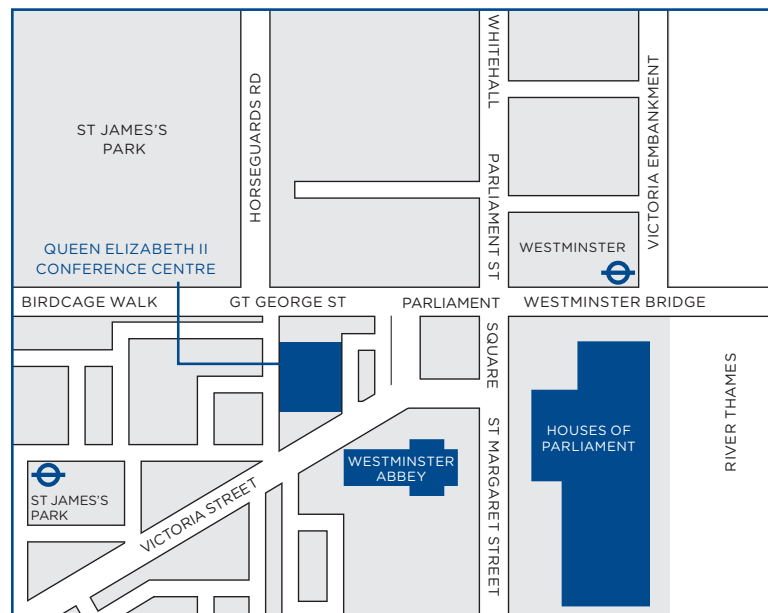 WHITEHALL
HORSEGUARDS RD
VICTORIA EMBANKMENT
ST JAMES'S
PARK
PARLIAMENT ST
QUEEN ELIZABETH II
CONFERENCE CENTRE
WESTMINSTER
BIRDCAGE WALK
GT GEORGE ST
PARLIAMENT
SQUARE
WESTMINSTER BRIDGE
RIVER THAMES
HOUSES OF
PARLIAMENT
WESTMINSTER
ABBEY
ST MARGARET STREET
ST JAMES'S
PARK
VICTORIA STREET